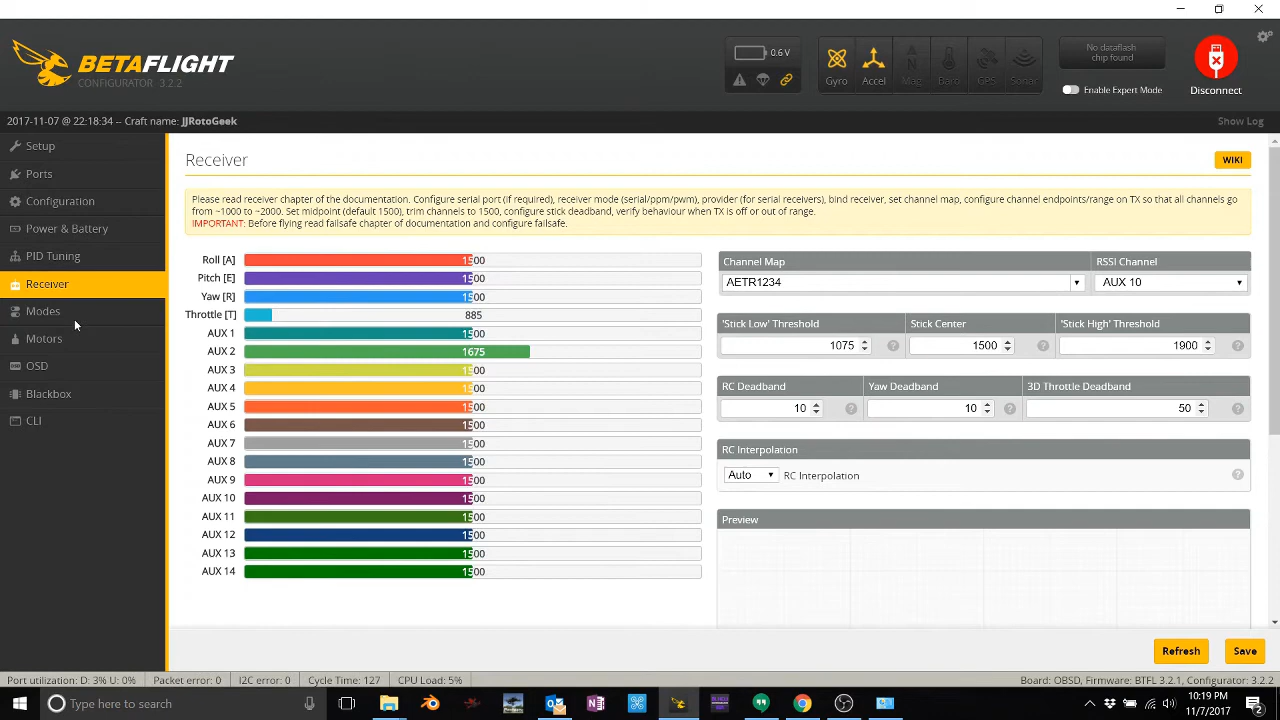 BETAFLIGHT
CONFIGURATOR 3.2.2
0.6 V
Gyro
Accel
Mag
Baro
GPS
Sonar
No dataflash
chip found
Enable Expert Mode
Disconnect
2017-11-07 @ 22:18:34 -- Craft name: JJRotoGeek
Show Log
Setup
Ports
Configuration
Power & Battery
PID Tuning
Receiver
Modes
Motors
OSD
Blackbox
CLI
Receiver
WIKI
Please read receiver chapter of the documentation. Configure serial port (if required), receiver mode (serial/ppm/pwm), provider (for serial receivers), bind receiver, set channel map, configure channel endpoints/range on TX so that all channels go
from ~1000 to ~2000. Set midpoint (default 1500), trim channels to 1500, configure stick deadband, verify behaviour when TX is off or out of range.
IMPORTANT: Before flying read failsafe chapter of documentation and configure failsafe.
Roll [A] 1500
Pitch [E] 1500
Yaw [R] 1500
Throttle [T] 885
AUX 1 1500
AUX 2 1675
AUX 3 1500
AUX 4 1500
AUX 5 1500
AUX 6 1500
AUX 7 1500
AUX 8 1500
AUX 9 1500
AUX 10 1500
AUX 11 1500
AUX 12 1500
AUX 13 1500
AUX 14 1500
Channel Map RSSI Channel
AETR1234 AUX 10
'Stick Low' Threshold Stick Center 'Stick High' Threshold
1075 1500 1900
RC Deadband Yaw Deadband 3D Throttle Deadband
10 10 50
RC Interpolation
Auto RC Interpolation
Preview
Refresh Save
Port utilization: D: 3% U: 0% Packet error: 0 I2C error: 0 Cycle Time: 127 CPU Load: 5% Board: OBSD, Firmware: BTFL 3.2.1, Configurator: 3.2.2
Type here to search
10:19 PM
11/7/2017
2